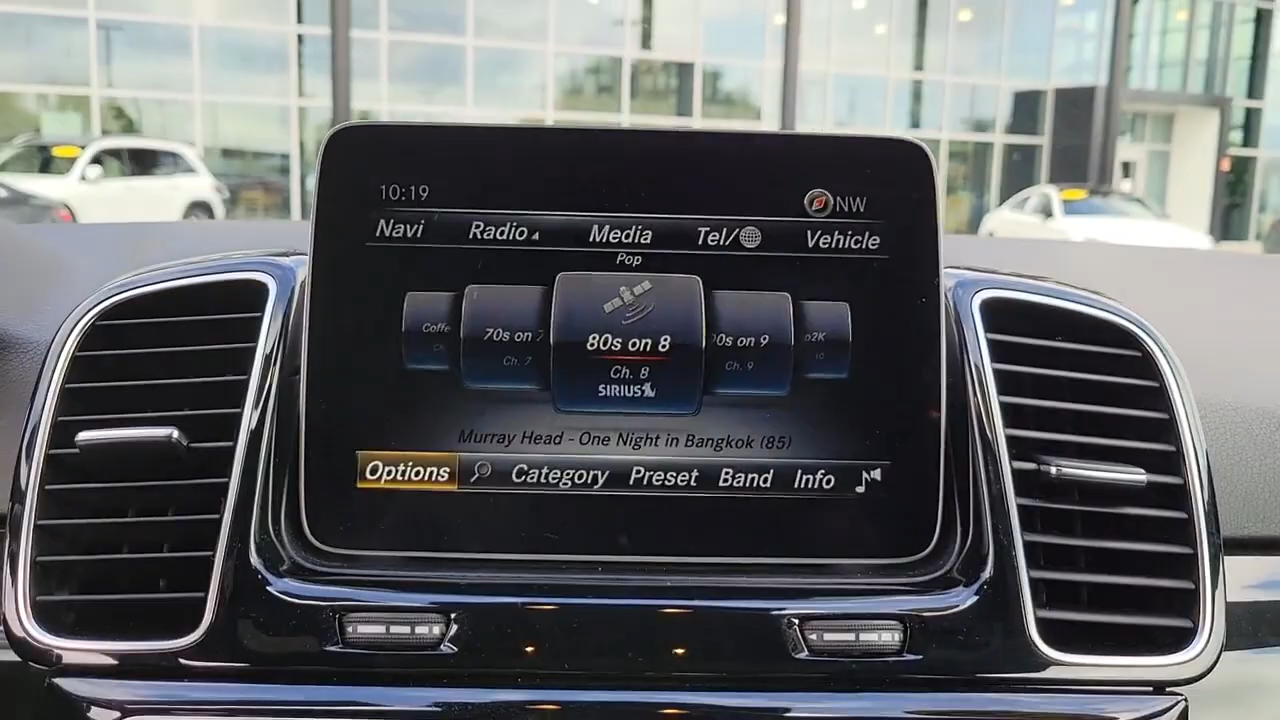 10:19 NW
Navi Radio Media Tel/ Vehicle
Pop
Coffe 70s on 7 80s on 8 0s on 9 o2K
Ch. 7 Ch. 8 Ch. 9 10
SIRIUS
Murray Head - One Night in Bangkok (85)
Options Category Preset Band Info